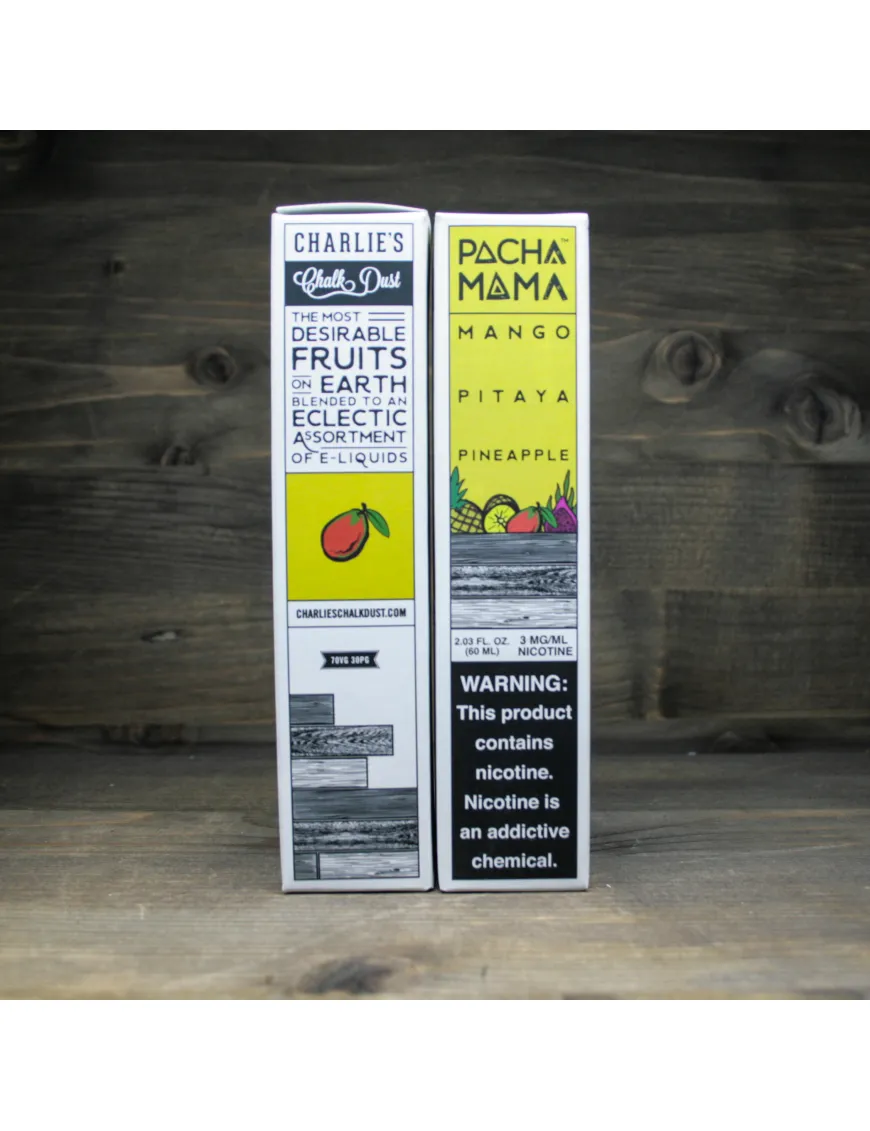 CHARLIE'S
Chalk Dust
THE MOST
DESIRABLE
FRUITS
ON EARTH
BLENDED TO AN
ECLECTIC
ASSORTMENT
OF E-LIQUIDS
CHARLIESCHALKDUST.COM
70VG 30PG
PACHA™
MAMA
MANGO
PITAYA
PINEAPPLE
2.03 FL. OZ. 3 MG/ML
(60 ML) NICOTINE
WARNING:
This product
contains
nicotine.
Nicotine is
an addictive
chemical.